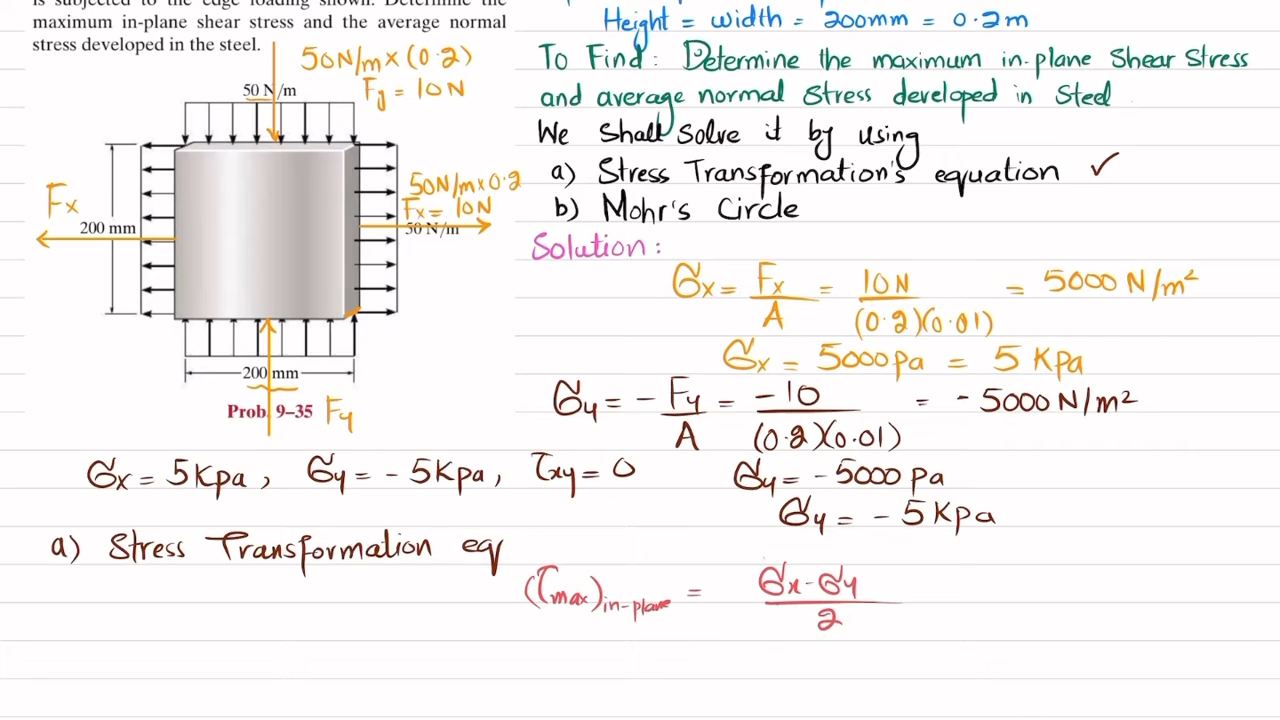 is subjected to the edge loading shown. Determine the
maximum in-plane shear stress and the average normal
stress developed in the steel.
50N/m×(0.2)
Fy = 10N
50 N/m
Fx
200 mm
50N/m×0.2
Fx = 10N
50 N/m
200 mm
Prob. 9–35
Fy
Height = width = 200mm = 0.2m
To Find: Determine the maximum in-plane Shear Stress
and average normal Stress developed in Steel
We Shall Solve it by using
a) Stress Transformation's equation ✓
b) Mohr's Circle
Solution:
σx = Fx/A = 10N/(0.2)(0.01) = 5000 N/m²
σx = 5000pa = 5 Kpa
σy = - Fy/A = -10/(0.2)(0.01) = -5000 N/m²
σy = -5000 pa
σy = -5 Kpa
σx = 5 Kpa, σy = -5 Kpa, τxy = 0
a) Stress Transformation eq
(τmax)in-plane = σx-σy/2